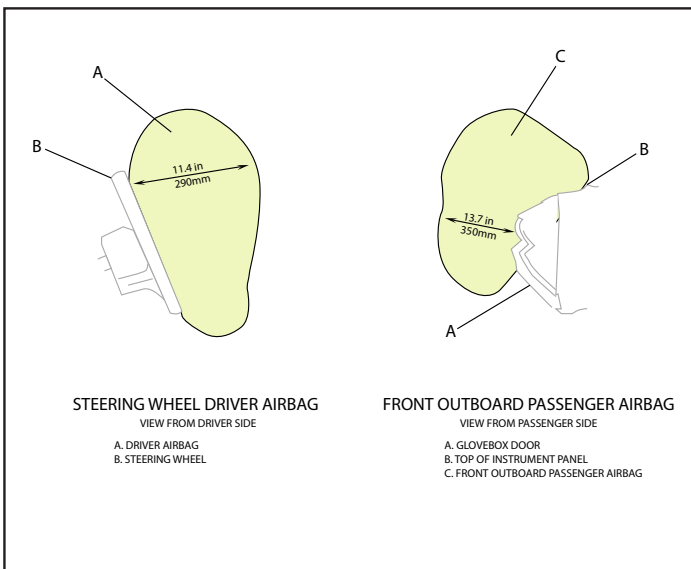 A
B
11.4 in
290mm
STEERING WHEEL DRIVER AIRBAG
VIEW FROM DRIVER SIDE
A. DRIVER AIRBAG
B. STEERING WHEEL
C
B
13.7 in
350mm
A
FRONT OUTBOARD PASSENGER AIRBAG
VIEW FROM PASSENGER SIDE
A. GLOVEBOX DOOR
B. TOP OF INSTRUMENT PANEL
C. FRONT OUTBOARD PASSENGER AIRBAG